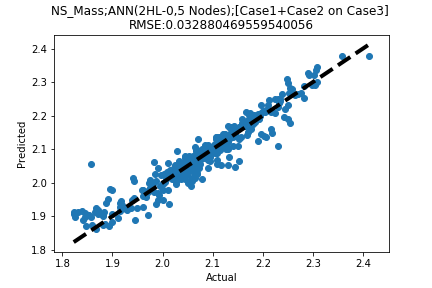 NS_Mass;ANN(2HL-0,5 Nodes);[Case1+Case2 on Case3]
RMSE:0.032880469559540056
2.4
2.3
2.2
2.1
2.0
1.9
1.8
Predicted
1.8 1.9 2.0 2.1 2.2 2.3 2.4
Actual